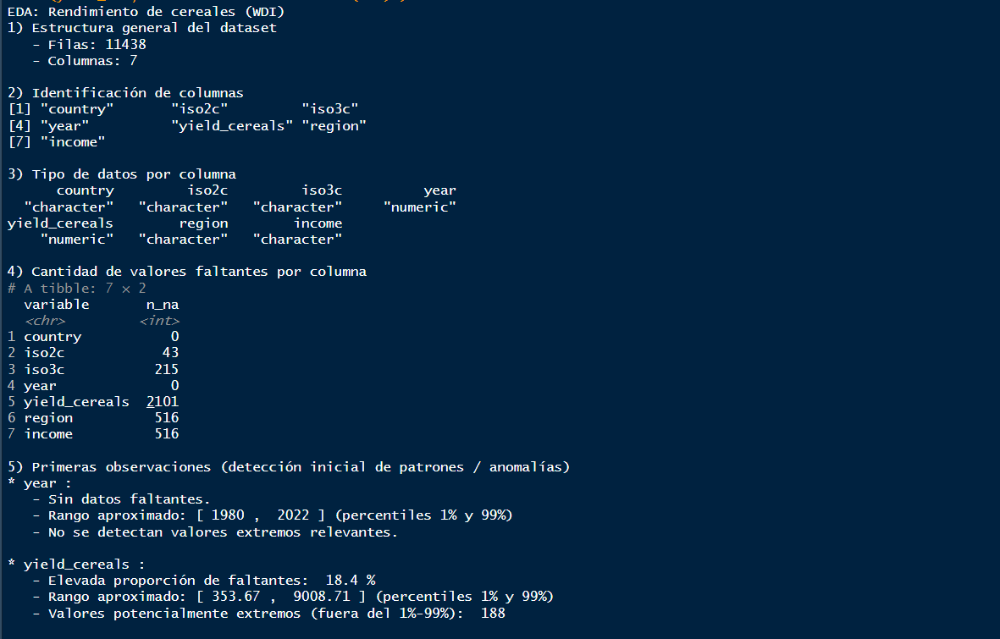 EDA: Rendimiento de cereales (WDI)
1) Estructura general del dataset
- Filas: 11438
- Columnas: 7
2) Identificación de columnas
[1] "country" "iso2c" "iso3c"
[4] "year" "yield_cereals" "region"
[7] "income"
3) Tipo de datos por columna
country iso2c iso3c year
"character" "character" "character" "numeric"
yield_cereals region income
"numeric" "character" "character"
4) Cantidad de valores faltantes por columna
# A tibble: 7 × 2
variable n_na
<chr> <int>
1 country 0
2 iso2c 43
3 iso3c 215
4 year 0
5 yield_cereals 2101
6 region 516
7 income 516
5) Primeras observaciones (detección inicial de patrones / anomalías)
* year :
- Sin datos faltantes.
- Rango aproximado: [ 1980 , 2022 ] (percentiles 1% y 99%)
- No se detectan valores extremos relevantes.
* yield_cereals :
- Elevada proporción de faltantes: 18.4 %
- Rango aproximado: [ 353.67 , 9008.71 ] (percentiles 1% y 99%)
- Valores potencialmente extremos (fuera del 1%-99%): 188